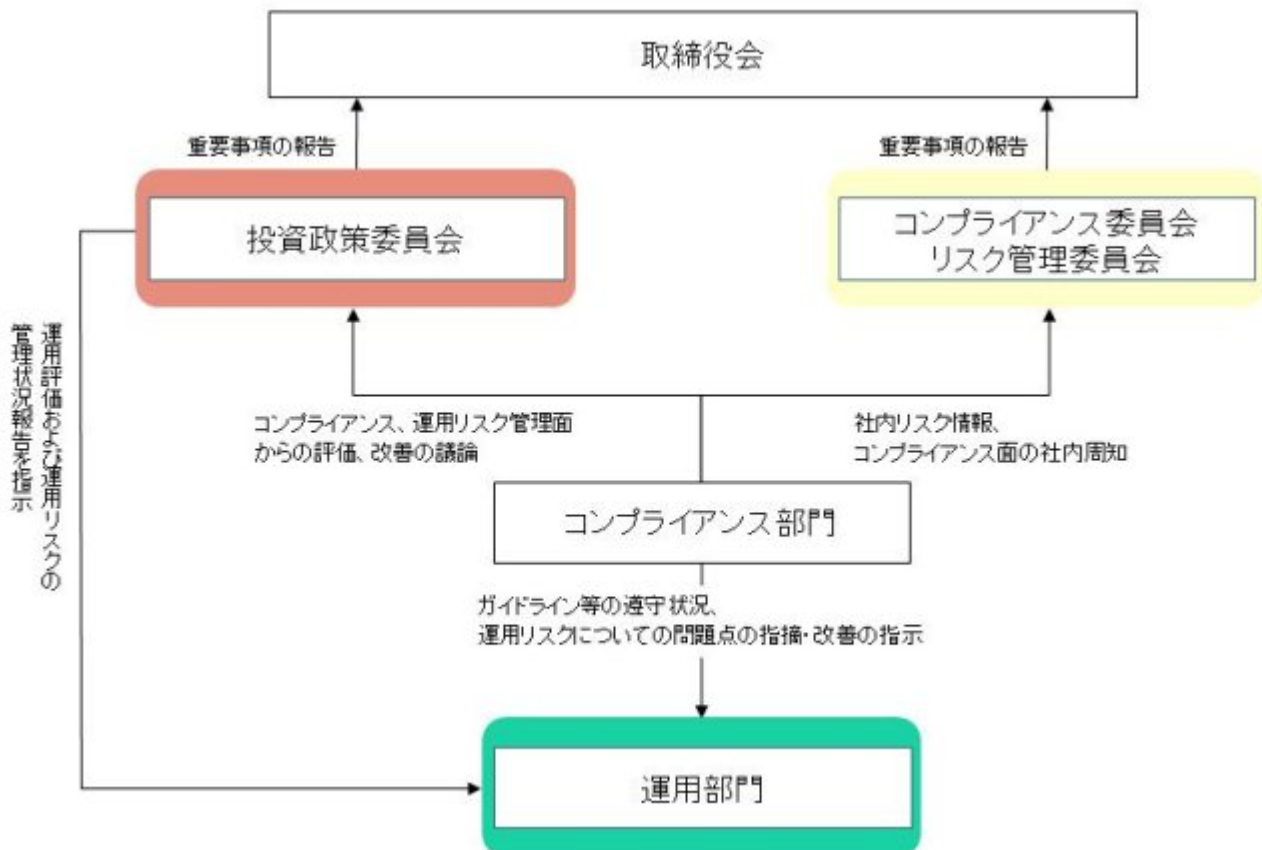 取締役会
重要事項の報告
重要事項の報告
投資政策委員会
コンプライアンス委員会
リスク管理委員会
運用評価および運用リスクの
管理状況報告を指示
コンプライアンス、運用リスク管理面
からの評価、改善の議論
社内リスク情報、
コンプライアンス面の社内周知
コンプライアンス部門
ガイドライン等の遵守状況、
運用リスクについての問題点の指摘・改善の指示
運用部門